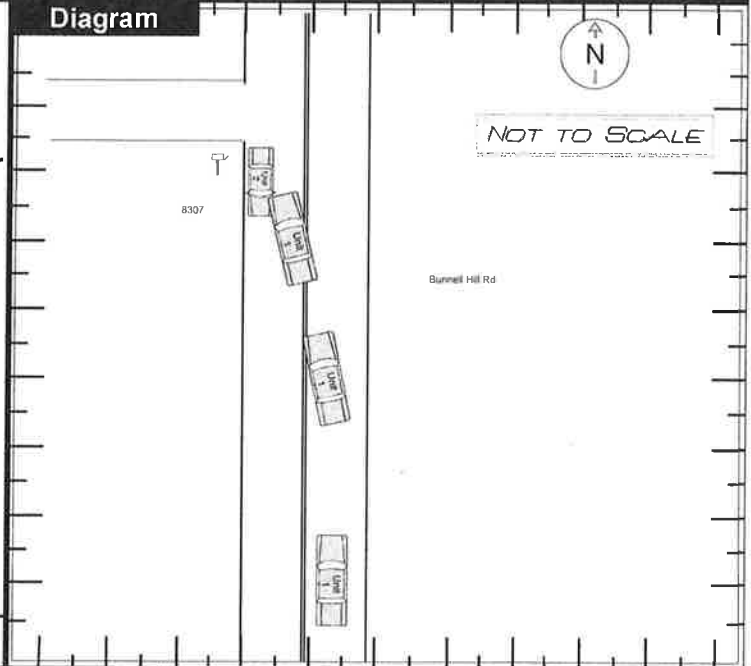 Diagram
N
NOT TO SCALE
8307
Unit
2
Unit
1
Bunnell Hill Rd
Unit
1
Unit
1